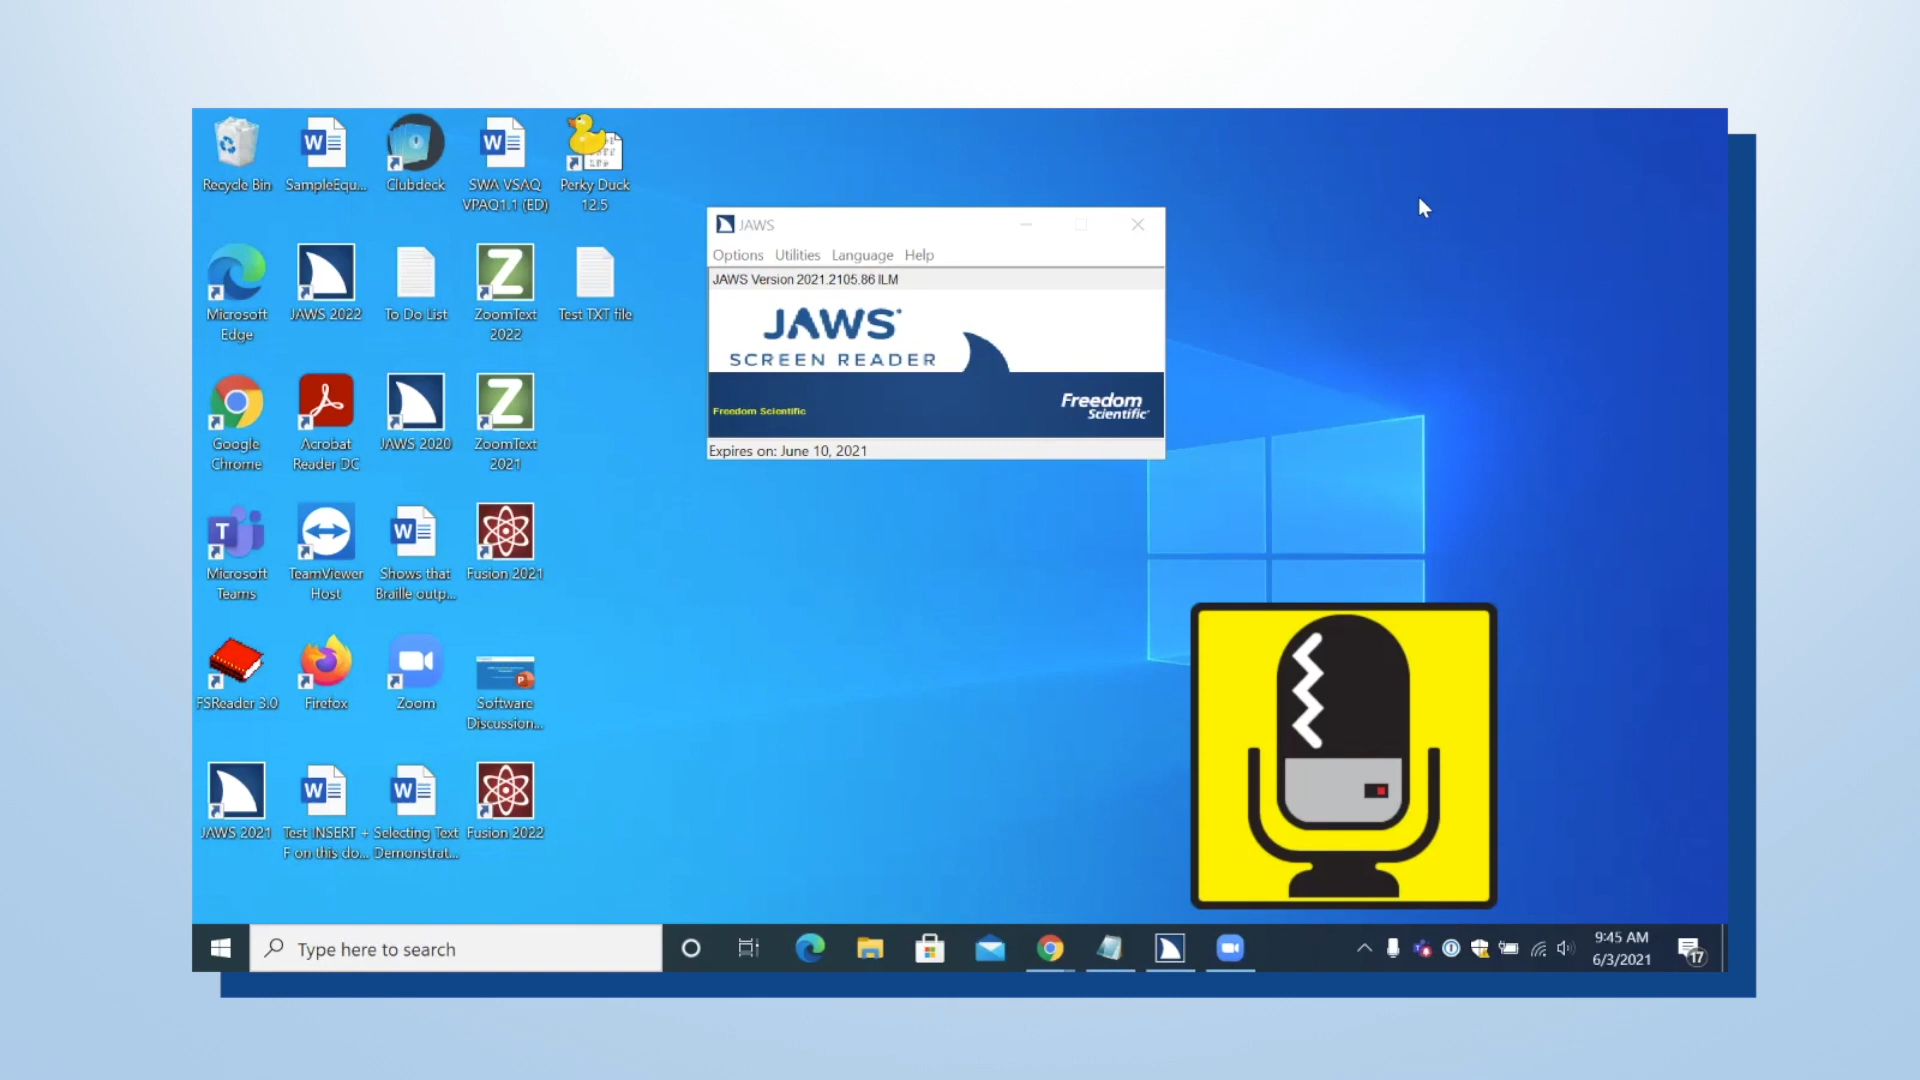 Recycle Bin
SampleEqu...
Clubdeck
SWA VSAQ
VPAQ1.1 (ED)
Perky Duck
12.5
Microsoft
Edge
JAWS 2022
To Do List
ZoomText
2022
Test TXT file
Google
Chrome
Acrobat
Reader DC
JAWS 2020
ZoomText
2021
Microsoft
Teams
TeamViewer
Host
Shows that
Braille outp...
Fusion 2021
FSReader 3.0
Firefox
Zoom
Software
Discussion...
JAWS 2021
Test INSERT +
F on this do...
Selecting Text
Demonstrat...
Fusion 2022
JAWS
Options Utilities Language Help
JAWS Version 2021.2105.86 ILM
JAWS
SCREEN READER
Freedom Scientific
Freedom
Scientific
Expires on: June 10, 2021
Type here to search
9:45 AM
6/3/2021
17